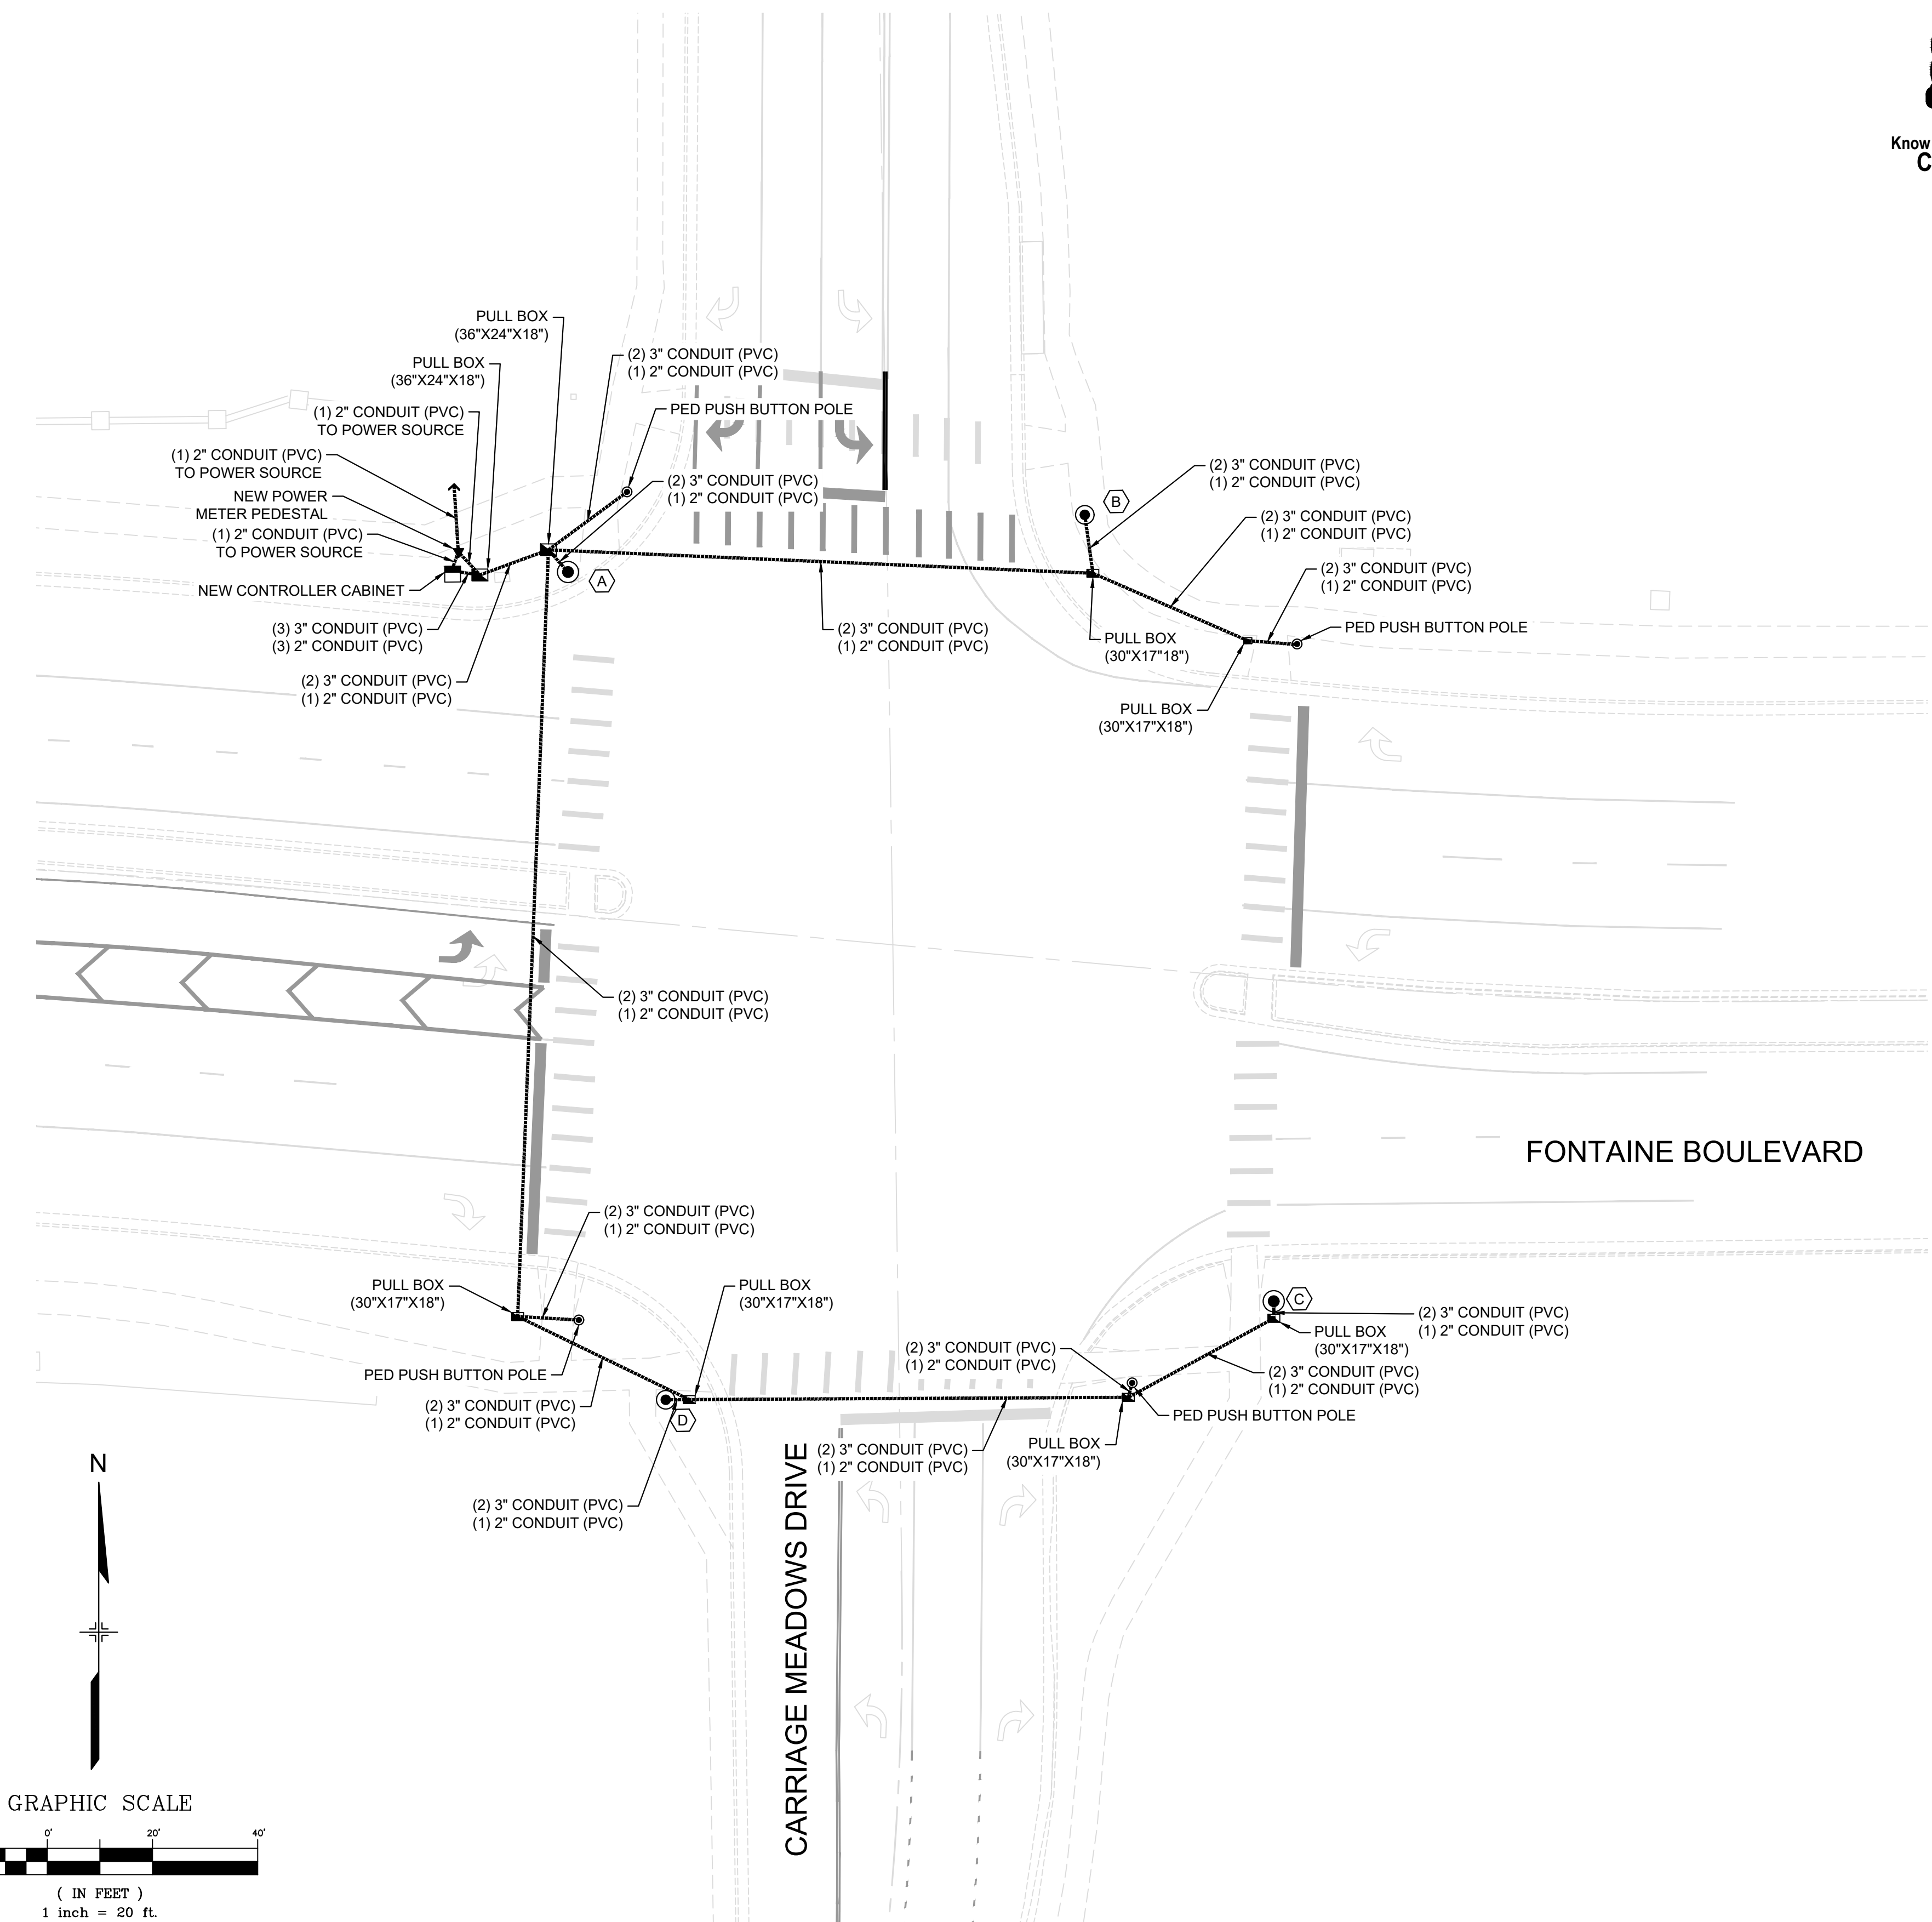 Know
C
PULL BOX
(36"X24"X18")
PULL BOX
(36"X24"X18")
(2) 3" CONDUIT (PVC)
(1) 2" CONDUIT (PVC)
(1) 2" CONDUIT (PVC)
TO POWER SOURCE
PED PUSH BUTTON POLE
(1) 2" CONDUIT (PVC)
TO POWER SOURCE
(2) 3" CONDUIT (PVC)
(1) 2" CONDUIT (PVC)
NEW POWER
METER PEDESTAL
(1) 2" CONDUIT (PVC)
TO POWER SOURCE
NEW CONTROLLER CABINET
A
B
(2) 3" CONDUIT (PVC)
(1) 2" CONDUIT (PVC)
(2) 3" CONDUIT (PVC)
(1) 2" CONDUIT (PVC)
(2) 3" CONDUIT (PVC)
(1) 2" CONDUIT (PVC)
(3) 3" CONDUIT (PVC)
(3) 2" CONDUIT (PVC)
(2) 3" CONDUIT (PVC)
(1) 2" CONDUIT (PVC)
PULL BOX
(30"X17"18")
PED PUSH BUTTON POLE
(2) 3" CONDUIT (PVC)
(1) 2" CONDUIT (PVC)
PULL BOX
(30"X17"X18")
(2) 3" CONDUIT (PVC)
(1) 2" CONDUIT (PVC)
FONTAINE BOULEVARD
(2) 3" CONDUIT (PVC)
(1) 2" CONDUIT (PVC)
PULL BOX
(30"X17"X18")
PULL BOX
(30"X17"X18")
C
(2) 3" CONDUIT (PVC)
(1) 2" CONDUIT (PVC)
PULL BOX
(30"X17"X18")
(2) 3" CONDUIT (PVC)
(1) 2" CONDUIT (PVC)
PED PUSH BUTTON POLE
(2) 3" CONDUIT (PVC)
(1) 2" CONDUIT (PVC)
(2) 3" CONDUIT (PVC)
(1) 2" CONDUIT (PVC)
D
PED PUSH BUTTON POLE
(2) 3" CONDUIT (PVC)
(1) 2" CONDUIT (PVC)
PULL BOX
(30"X17"X18")
(2) 3" CONDUIT (PVC)
(1) 2" CONDUIT (PVC)
CARRIAGE MEADOWS DRIVE
N
GRAPHIC SCALE
0' 20' 40'
( IN FEET )
1 inch = 20 ft.